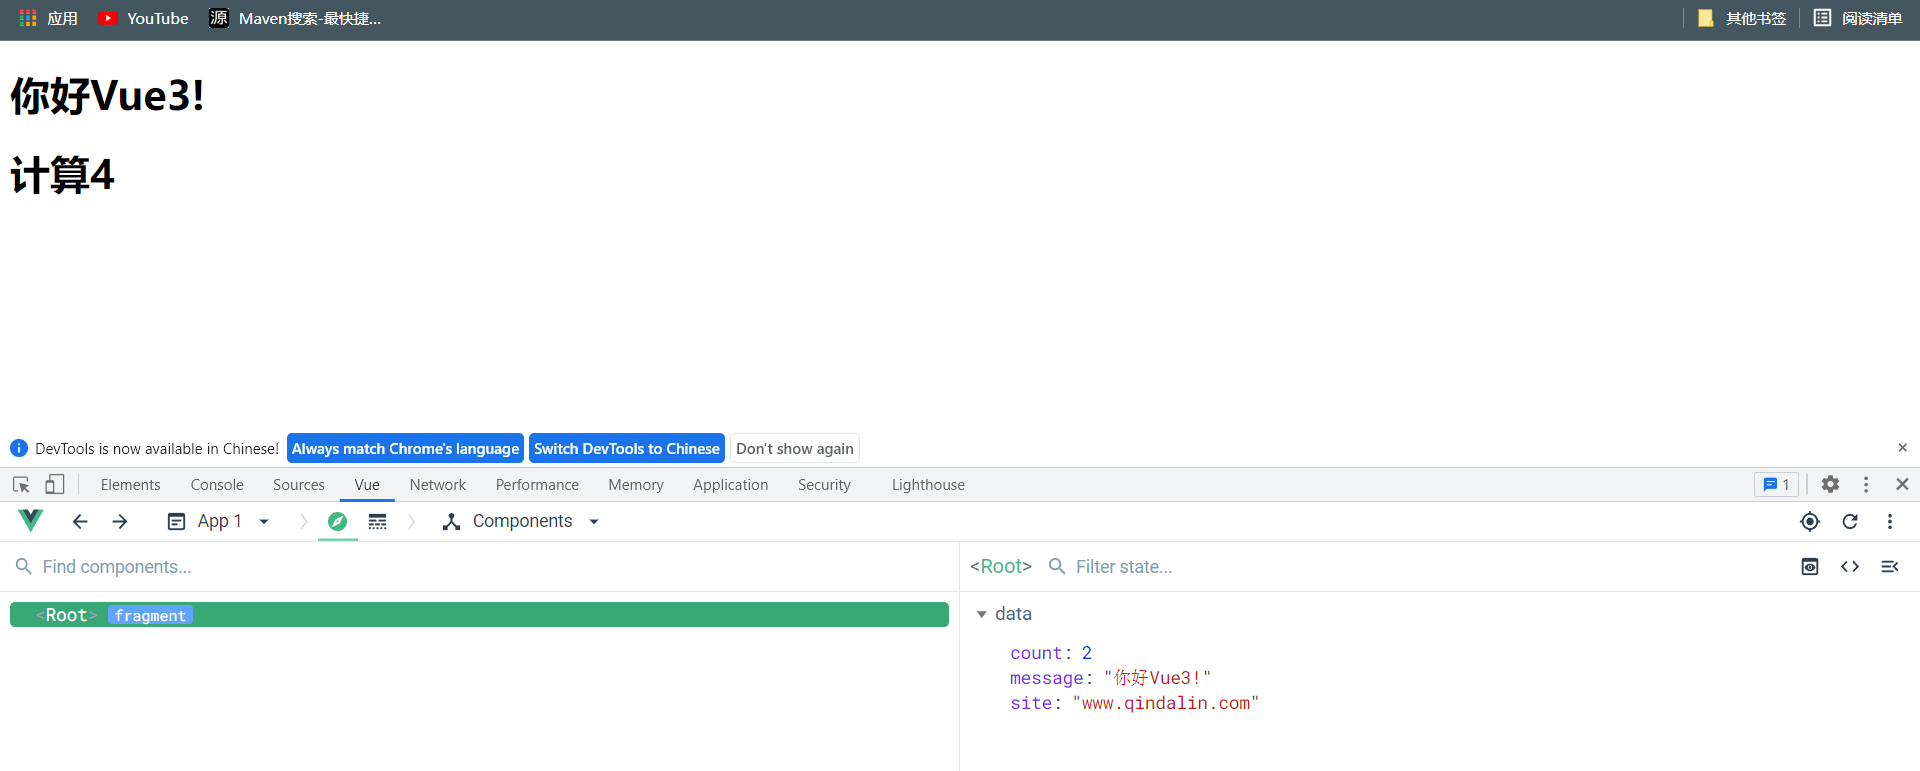 应用 YouTube 源 Maven搜索-最快捷... 其他书签 阅读清单
你好Vue3!
计算4
DevTools is now available in Chinese! Always match Chrome's language Switch DevTools to Chinese Don't show again
Elements Console Sources Vue Network Performance Memory Application Security Lighthouse 1
App 1 Components
Find components... <Root> Filter state...
<Root> fragment data
count: 2
message: "你好Vue3!"
site: "www.qindalin.com"